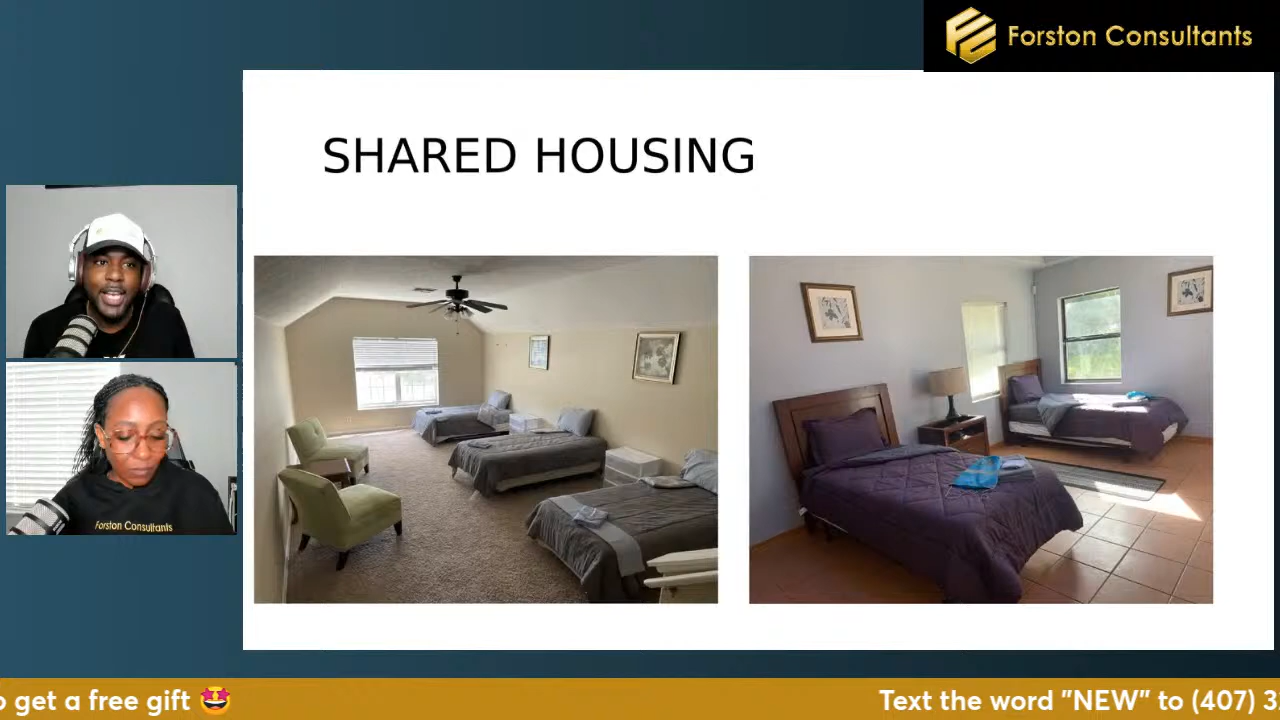 Forston Consultants
SHARED HOUSING
Forston Consultants
get a free gift 🤩
Text the word "NEW" to (407) 3